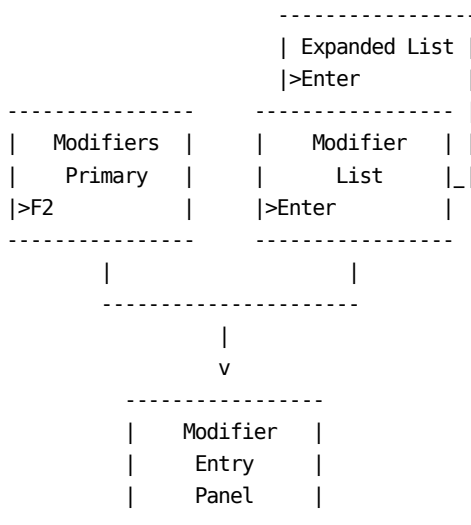 -----------------
| Expanded List |
|>Enter |
---------------- ----------------- |
| Modifiers | | Modifier | |
| Primary | | List |_|
|>F2 | |>Enter |
---------------- -----------------
| |
----------------------
|
v
-----------------
| Modifier |
| Entry |
| Panel |